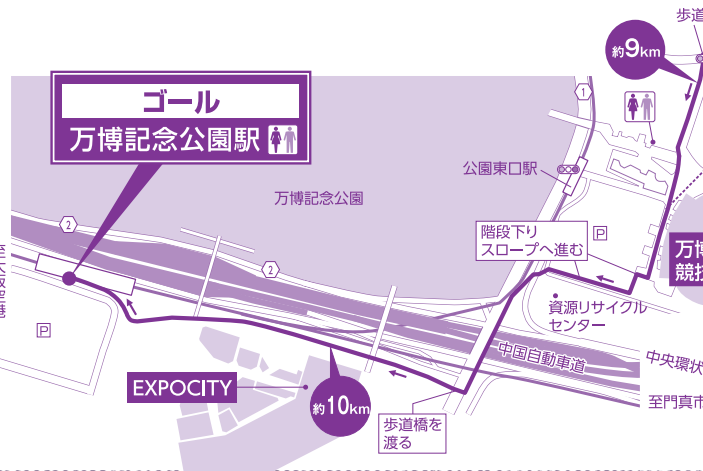 歩道
約9km
ゴール
万博記念公園駅
1
公園東口駅
万博記念公園
2
階段下り
スロープへ進む
P
万博
競技
2
資源リサイクル
センター
P
中国自動車道
中央環状
EXPOCITY
約10km
至門真市
歩道橋を
渡る